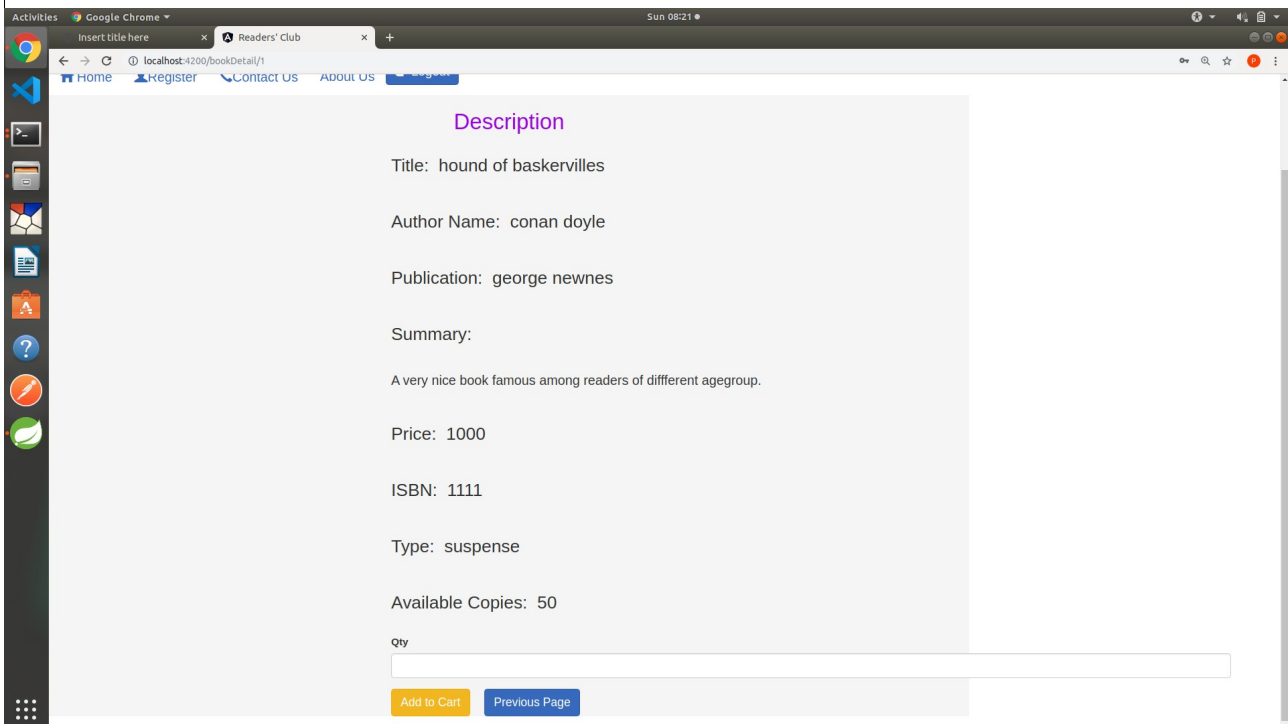 Activities Google Chrome Sun 08:21
Insert title here × Readers' Club × +
localhost:4200/bookDetail/1 P
Home Register Contact Us About Us Logout
Description
Title: hound of baskervilles
Author Name: conan doyle
Publication: george newnes
Summary:
A very nice book famous among readers of diffferent agegroup.
Price: 1000
ISBN: 1111
Type: suspense
Available Copies: 50
Qty
Add to Cart Previous Page